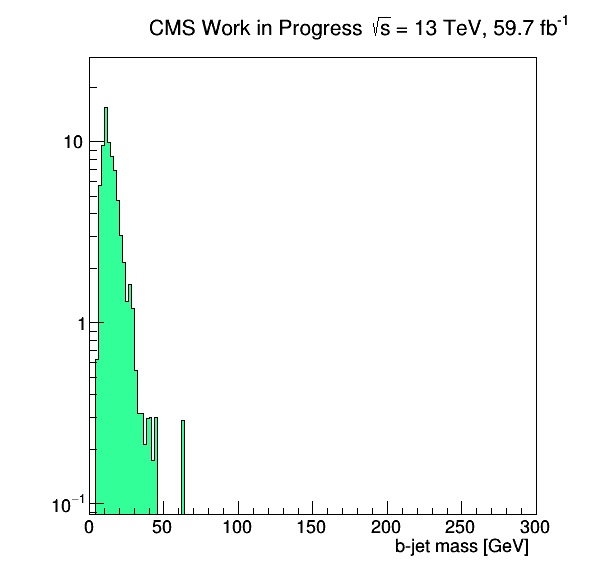 CMS Work in Progress √s = 13 TeV, 59.7 fb⁻¹
10
1
10⁻¹
0 50 100 150 200 250 300
b-jet mass [GeV]